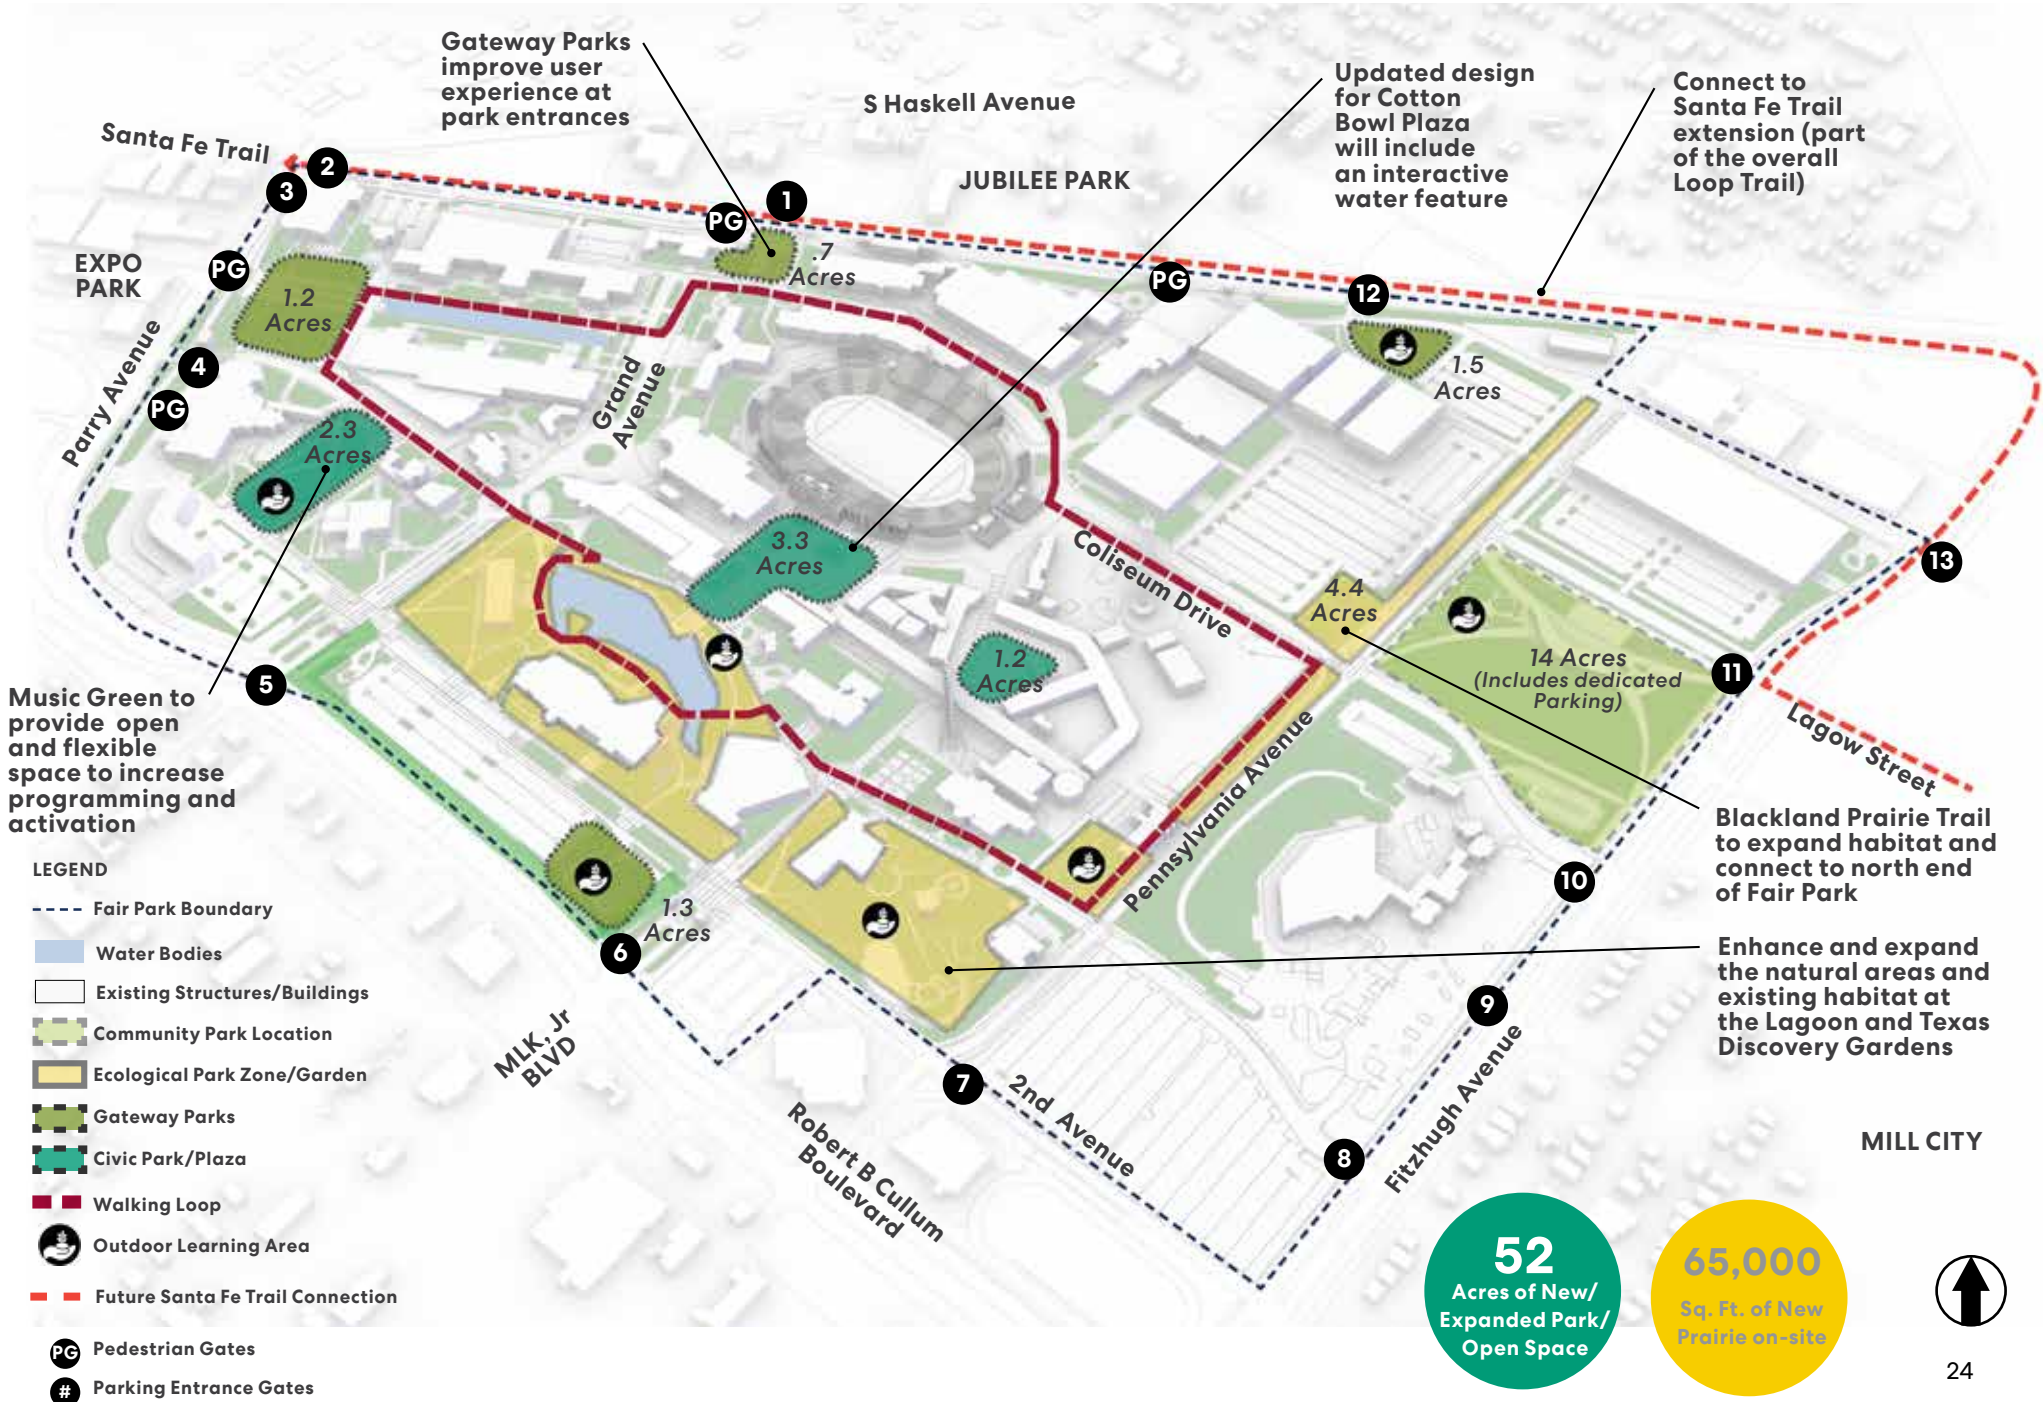 Gateway Parks
improve user
experience at
park entrances
S Haskell Avenue
Updated design
for Cotton
Bowl Plaza
will include
an interactive
water feature
Connect to
Santa Fe Trail
extension (part
of the overall
Loop Trail)
Santa Fe Trail
JUBILEE PARK
2
3
1
PG
.7
Acres
EXPO
PARK
PG
1.2
Acres
PG
12
1.5
Acres
4
PG
Parry Avenue
Grand
Avenue
2.3
Acres
3.3
Acres
Coliseum Drive
4.4
Acres
13
1.2
Acres
14 Acres
(Includes dedicated
Parking)
11
Lagow Street
5
Music Green to
provide open
and flexible
space to increase
programming and
activation
Pennsylvania Avenue
Blackland Prairie Trail
to expand habitat and
connect to north end
of Fair Park
10
1.3
Acres
6
Enhance and expand
the natural areas and
existing habitat at
the Lagoon and Texas
Discovery Gardens
9
MLK, Jr
BLVD
7
2nd Avenue
Robert B Cullum
Boulevard
8
Fitzhugh Avenue
MILL CITY
LEGEND
Fair Park Boundary
Water Bodies
Existing Structures/Buildings
Community Park Location
Ecological Park Zone/Garden
Gateway Parks
Civic Park/Plaza
Walking Loop
Outdoor Learning Area
Future Santa Fe Trail Connection
PG Pedestrian Gates
# Parking Entrance Gates
52
Acres of New/
Expanded Park/
Open Space
65,000
Sq. Ft. of New
Prairie on-site
24